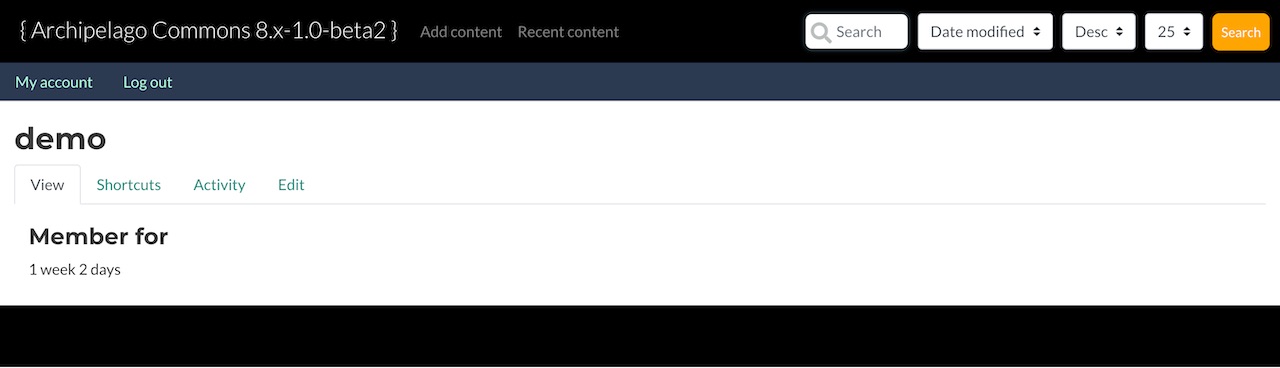 { Archipelago Commons 8.x-1.0-beta2 } Add content Recent content Search Date modified Desc 25 Search
My account Log out
demo
View Shortcuts Activity Edit
Member for
1 week 2 days